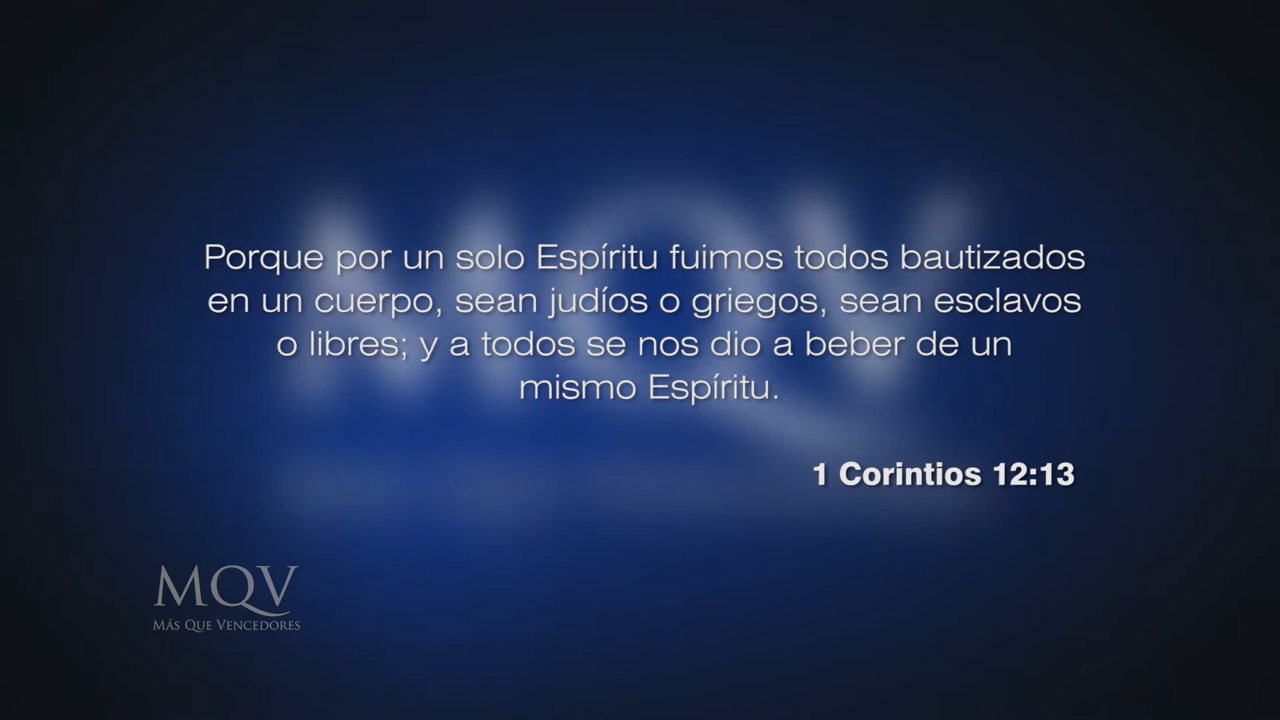 Porque por un solo Espíritu fuimos todos bautizados
en un cuerpo, sean judíos o griegos, sean esclavos
o libres; y a todos se nos dio a beber de un
mismo Espíritu.
1 Corintios 12:13
MQV
MÁS QUE VENCEDORES